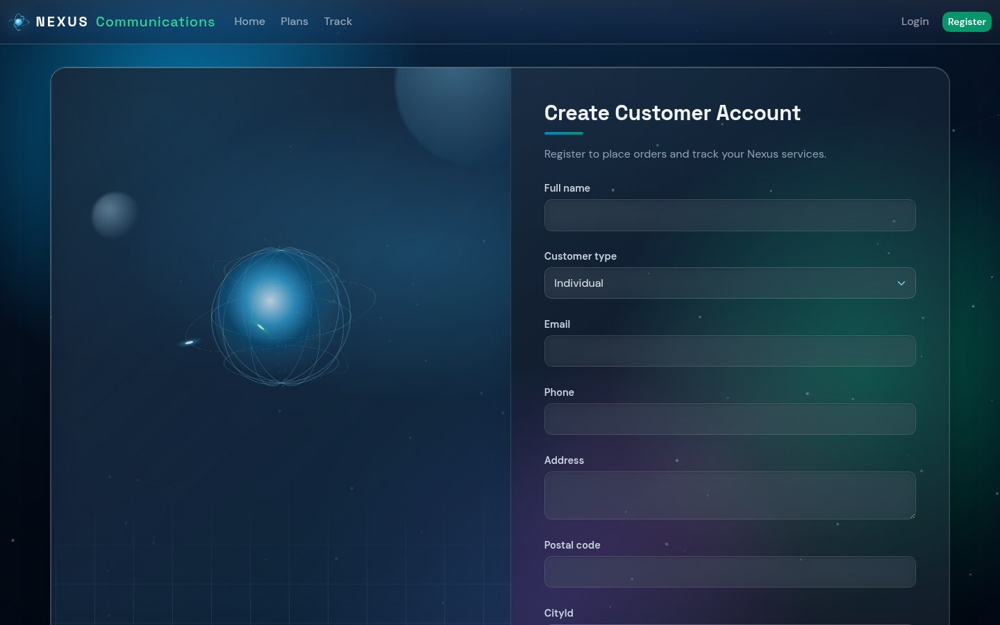 NEXUS Communications Home Plans Track Login Register
Create Customer Account
Register to place orders and track your Nexus services.
Full name
Customer type
Individual
Email
Phone
Address
Postal code
CityId